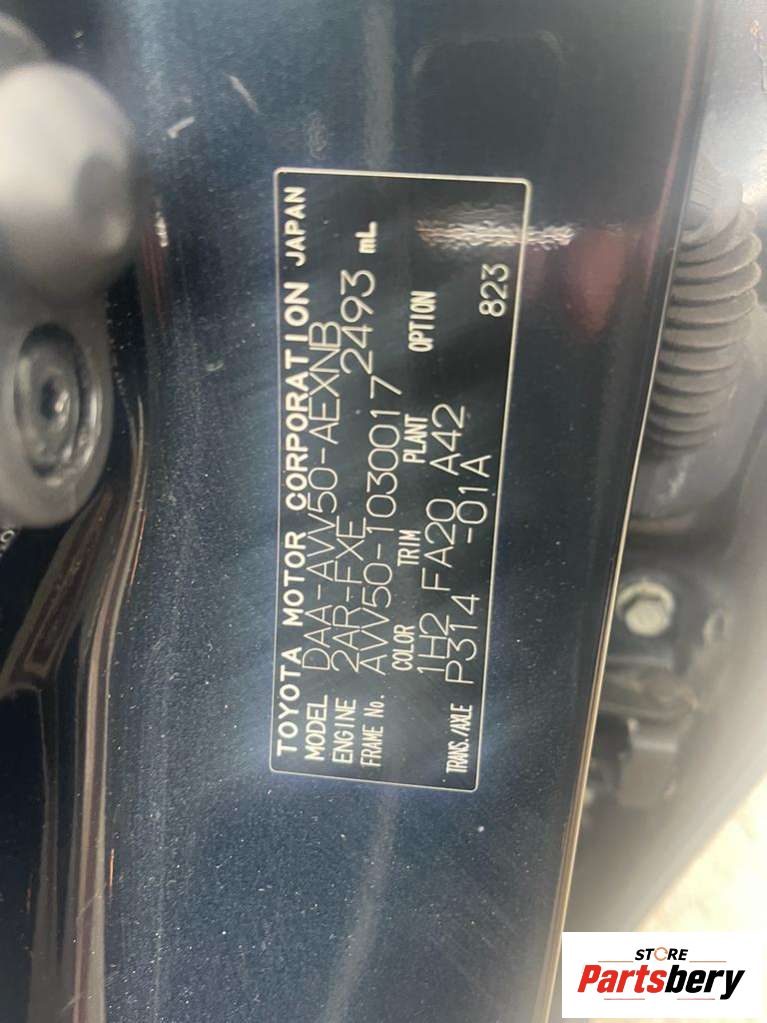 TOYOTA MOTOR CORPORATION JAPAN
MODEL DAA-AVV50-AEXNB
ENGINE 2AR-FXE 2493 mL
FRAME No. AVV50-1030017
COLOR TRIM PLANT OPTION
1H2 FA20 A42
TRANS./AXLE P314 -01A 823
STORE
Partsbery